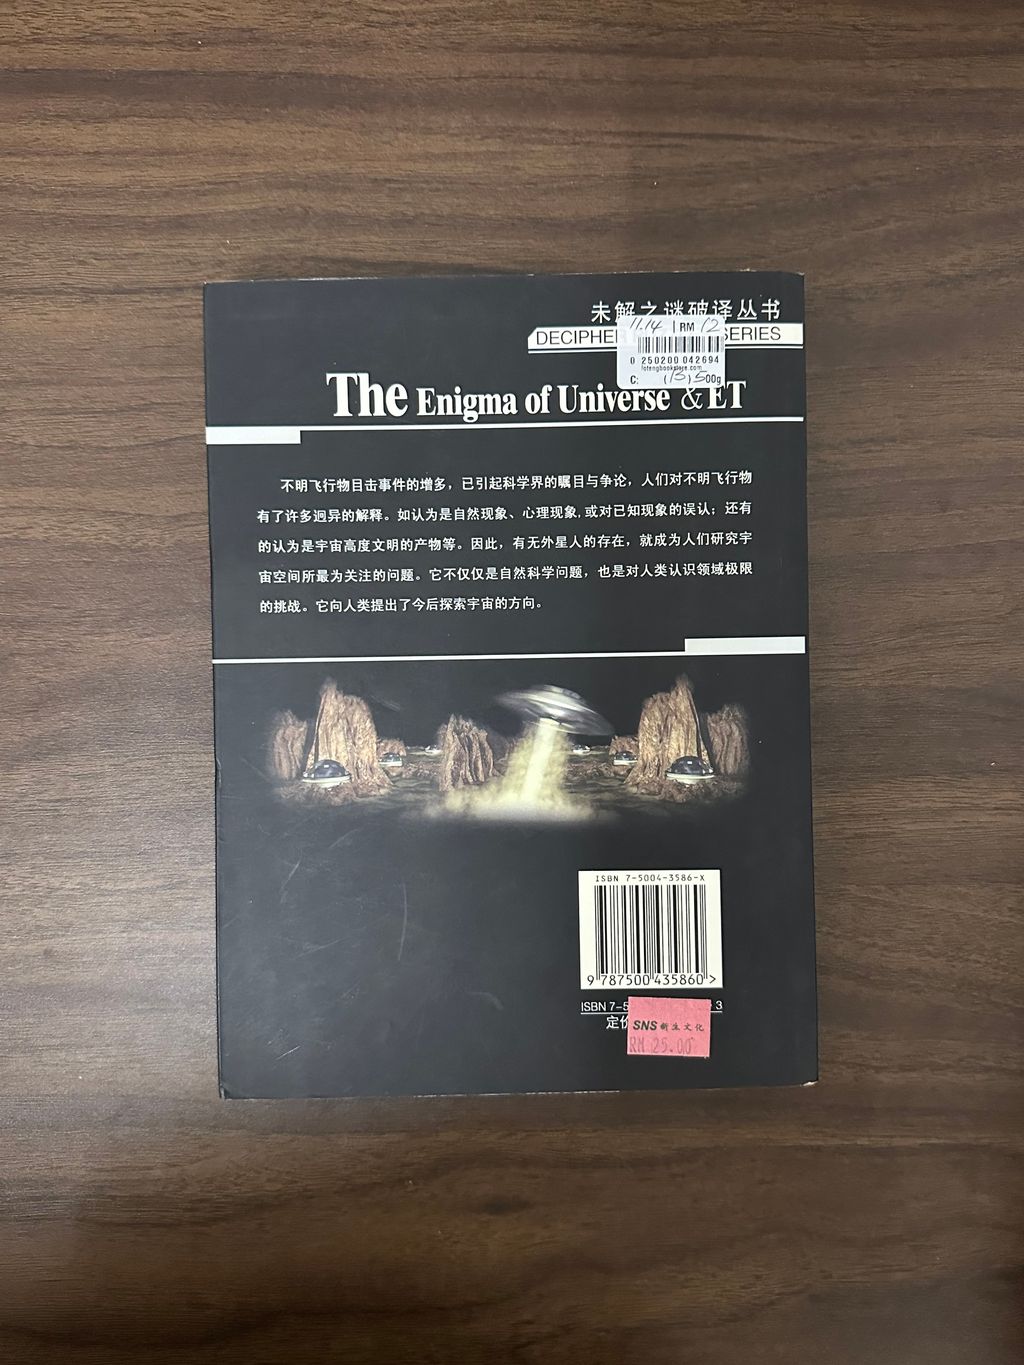 未解之谜破译丛书
DECIPHER SERIES
11.14 RM 12
0 250200 042694
fotengbookstore.com
C: (13) 500g
The Enigma of Universe & ET
不明飞行物目击事件的增多，已引起科学界的瞩目与争论，人们对不明飞行物
有了许多迥异的解释。如认为是自然现象、心理现象,或对已知现象的误认；还有
的认为是宇宙高度文明的产物等。因此，有无外星人的存在，就成为人们研究宇
宙空间所最为关注的问题。它不仅仅是自然科学问题，也是对人类认识领域极限
的挑战。它向人类提出了今后探索宇宙的方向。
ISBN 7-5004-3586-X
9 787500 435860 >
ISBN 7-5 3
定价
SNS 新生文化
RM 25.00